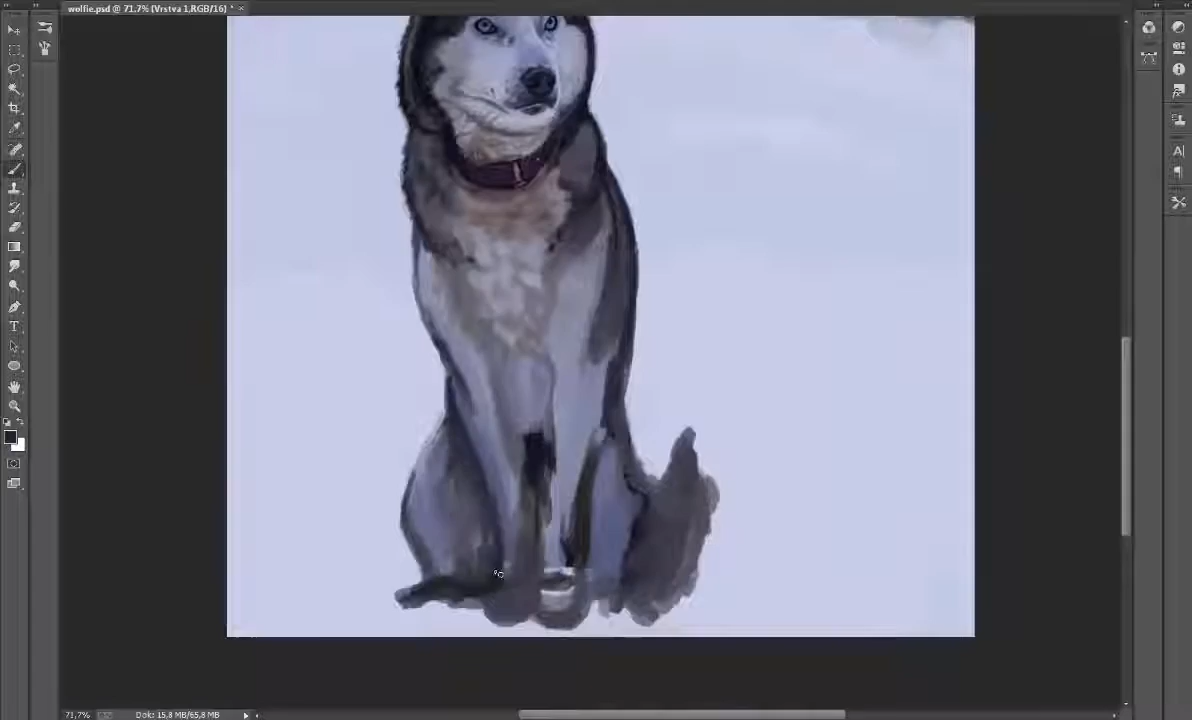 wolfie.psd @ 71,7% (Vrstva 1,RGB/16) * ×
71,7%
Dok: 15,8 MB/65,8 MB